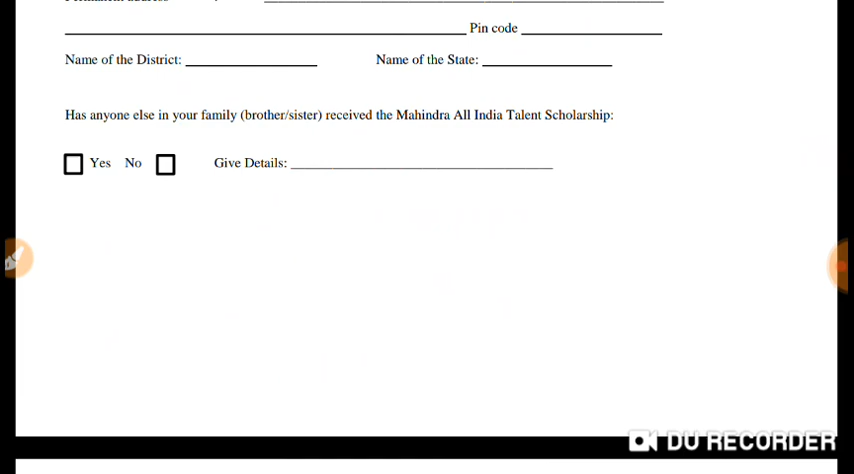 Pin code
Name of the District: Name of the State:
Has anyone else in your family (brother/sister) received the Mahindra All India Talent Scholarship:
Yes No Give Details:
DU RECORDER